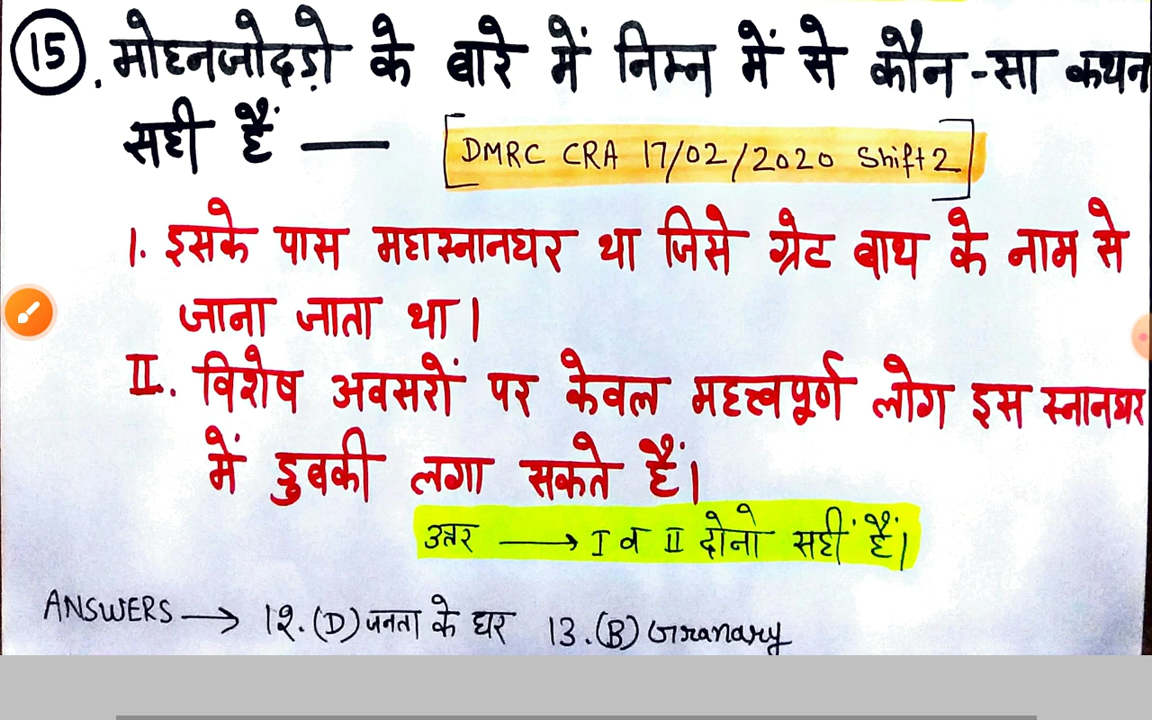 15. मोहनजोदड़ो के बारे में निम्न में से कौन-सा कथन
सही हैं —
[DMRC CRA 17/02/2020 Shift 2]
I. इसके पास महास्नानघर था जिसे ग्रेट बाथ के नाम से
जाना जाता था।
II. विशेष अवसरों पर केवल महत्त्वपूर्ण लोग इस स्नानघर
में डुबकी लगा सकते हैं।
उत्तर → I व II दोनो सहीं हैं।
ANSWERS → 12.(D) जनता के घर 13.(B) Granary